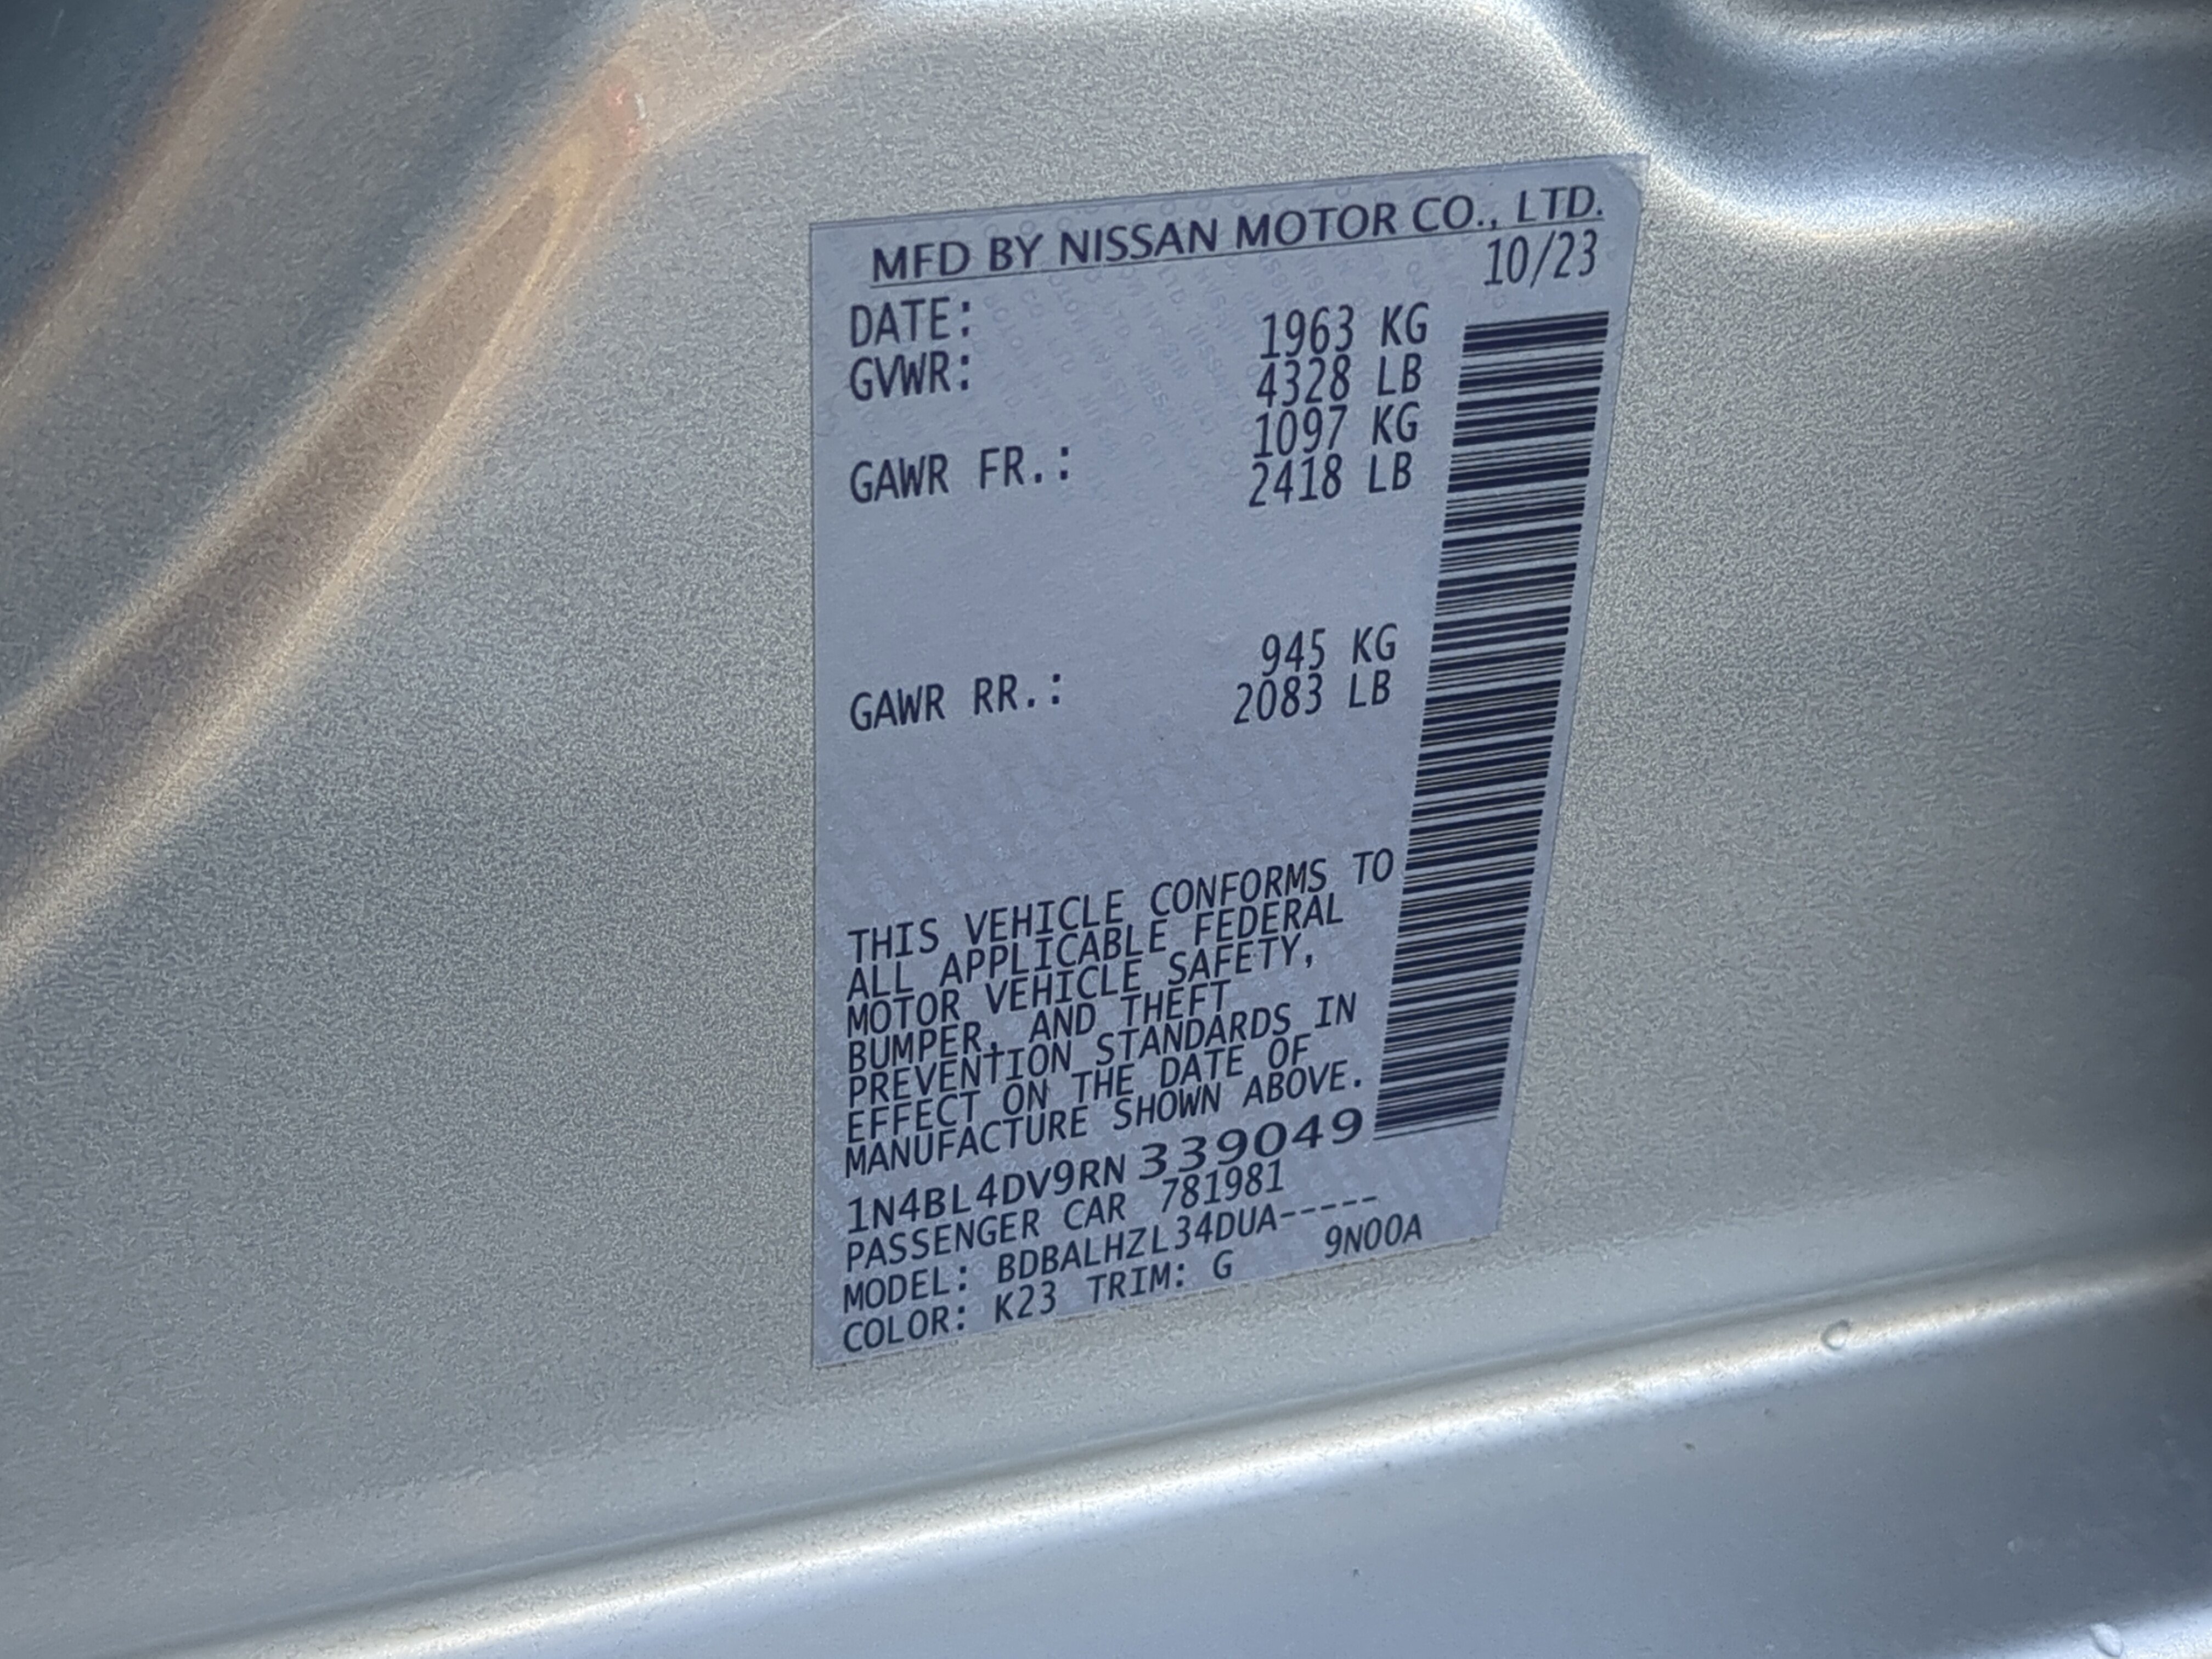 MFD BY NISSAN MOTOR CO., LTD.
DATE: 10/23
GVWR: 1963 KG
4328 LB
GAWR FR.: 1097 KG
2418 LB
GAWR RR.: 945 KG
2083 LB
THIS VEHICLE CONFORMS TO
ALL APPLICABLE FEDERAL
MOTOR VEHICLE SAFETY,
BUMPER, AND THEFT
PREVENTION STANDARDS IN
EFFECT ON THE DATE OF
MANUFACTURE SHOWN ABOVE.
1N4BL4DV9RN 339049
PASSENGER CAR 781981
MODEL: BDBALHZL34DUA-----
COLOR: K23 TRIM: G 9N00A